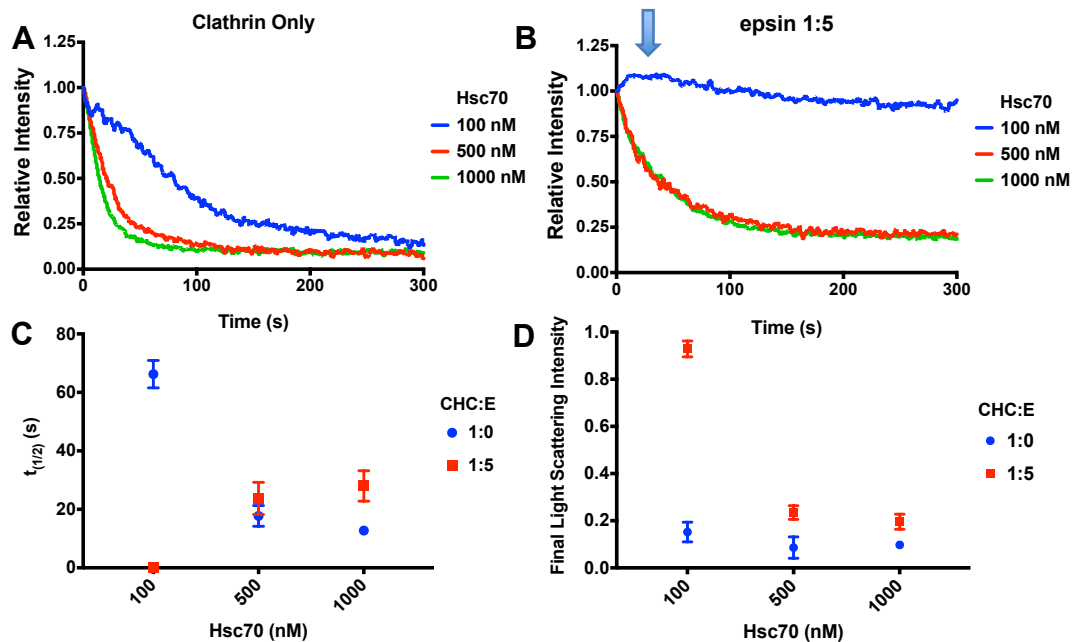 A
Clathrin Only
Relative Intensity
1.25
1.00
0.75
0.50
0.25
0.00
0
100
200
300
Time (s)
Hsc70
100 nM
500 nM
1000 nM
B
epsin 1:5
Relative Intensity
1.25
1.00
0.75
0.50
0.25
0.00
0
100
200
300
Time (s)
Hsc70
100 nM
500 nM
1000 nM
C
t(1/2) (s)
80
60
40
20
0
100
500
1000
Hsc70 (nM)
CHC:E
1:0
1:5
D
Final Light Scattering Intensity
1.0
0.8
0.6
0.4
0.2
0.0
100
500
1000
Hsc70 (nM)
CHC:E
1:0
1:5